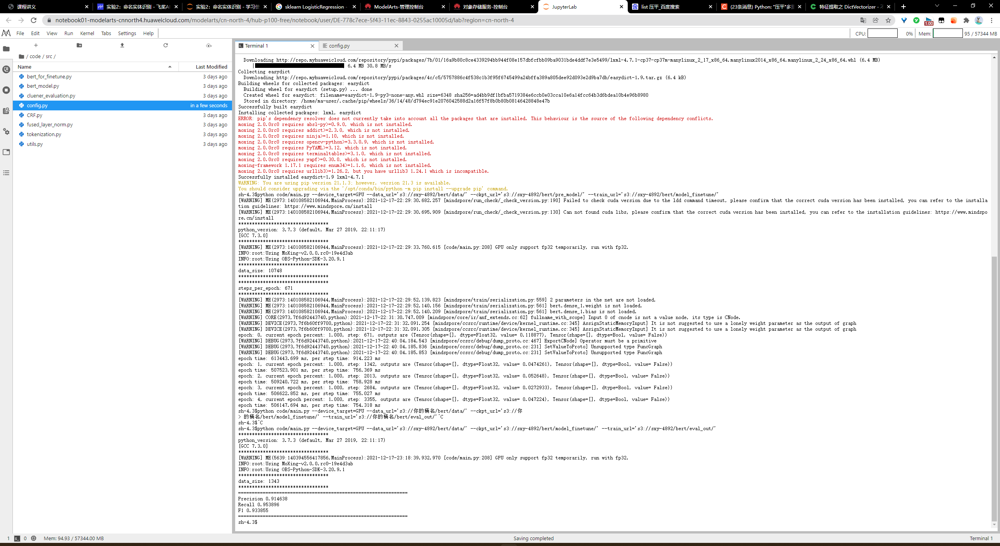 课程讲义
实验2：命名实体识别 - 飞桨AI
实验2：命名实体识别 - 学习使
sklearn LogisticRegression -
ModelArts-管理控制台
对象存储服务-控制台
JupyterLab
list 压平_百度搜索
(23条消息) Python: "压平"多重
特征提取之 DictVectorizer - 不
notebook01-modelarts-cnnorth4.huaweicloud.com/modelarts/cn-north-4/hub-p100-free/notebook/user/DE-778c7ece-5f43-11ec-8843-0255ac10005d/lab?region=cn-north-4
1.00
File Edit View Run Kernel Tabs Settings Help
CPU: 0% Mem: 95 / 57344 MB
/ code / src /
Name Last Modified
bert_for_finetune.py 3 days ago
bert_model.py 3 days ago
cluener_evaluation.py 3 days ago
config.py in a few seconds
CRF.py 3 days ago
fused_layer_norm.py 3 days ago
tokenization.py 3 days ago
utils.py 3 days ago
Terminal 1
config.py
Downloading http://repo.myhuaweicloud.com/repository/pypi/packages/7b/01/16a9b80c8ce4339294bb944f08e157dbfcfbb09ba9031bde4ddf7e3e5499/lxml-4.7.1-cp37-cp37m-manylinux_2_17_x86_64.manylinux2014_x86_64.manylinux_2_24_x86_64.whl (6.4 MB)
| 6.4 MB 30.8 MB/s
Collecting easydict
Downloading http://repo.myhuaweicloud.com/repository/pypi/packages/4c/c5/5757886c4f538c1b3f95f6745499a24bffa389a805dee92d093e2d9ba7db/easydict-1.9.tar.gz (6.4 kB)
Building wheels for collected packages: easydict
Building wheel for easydict (setup.py) ... done
Created wheel for easydict: filename=easydict-1.9-py3-none-any.whl size=6348 sha256=ad4bb9df1bfba5719384e6ccb0e03cca10e6a14fcc64b3d6bdea10b4e96b8980
Stored in directory: /home/ma-user/.cache/pip/wheels/36/14/48/d794ec91e2076042588d2a16f57f8b0b80b08146428848e47b
Successfully built easydict
Installing collected packages: lxml, easydict
ERROR: pip's dependency resolver does not currently take into account all the packages that are installed. This behaviour is the source of the following dependency conflicts.
moxing 2.0.0rc0 requires absl-py>=0.9.0, which is not installed.
moxing 2.0.0rc0 requires addict>=2.3.0, which is not installed.
moxing 2.0.0rc0 requires ninja>=1.10, which is not installed.
moxing 2.0.0rc0 requires opencv-python>=3.3.0.9, which is not installed.
moxing 2.0.0rc0 requires PyYAML>=3.12, which is not installed.
moxing 2.0.0rc0 requires terminaltables>=3.1.0, which is not installed.
moxing 2.0.0rc0 requires yapf>=0.30.0, which is not installed.
moxing-framework 1.17.1 requires enum34>=1.1.6, which is not installed.
moxing 2.0.0rc0 requires urllib3>=1.26.2, but you have urllib3 1.24.1 which is incompatible.
Successfully installed easydict-1.9 lxml-4.7.1
WARNING: You are using pip version 21.1.3; however, version 21.3 is available.
You should consider upgrading via the '/opt/conda/bin/python -m pip install --upgrade pip' command.
sh-4.3$python code/main.py --device_target=GPU --data_url='s3://sxy-4892/bert/data/' --ckpt_url='s3://sxy-4892/bert/pre_model/' --train_url='s3://sxy-4892/bert/model_finetune/'
[WARNING] ME(2973:140108582106944,MainProcess):2021-12-17-22:29:30.682.257 [mindspore/run_check/_check_version.py:190] Failed to check cuda version due to the ldd command timeout, please confirm that the correct cuda version has been installed, you can refer to the installa
tion guidelines: https://www.mindspore.cn/install
[WARNING] ME(2973:140108582106944,MainProcess):2021-12-17-22:29:30.695.909 [mindspore/run_check/_check_version.py:130] Can not found cuda libs, please confirm that the correct cuda version has been installed, you can refer to the installation guidelines: https://www.mindspo
re.cn/install
*********************************
python_version: 3.7.3 (default, Mar 27 2019, 22:11:17)
[GCC 7.3.0]
*********************************
[WARNING] ME(2973:140108582106944,MainProcess):2021-12-17-22:29:33.760.615 [code/main.py:208] GPU only support fp32 temporarily, run with fp32.
INFO:root:Using MoXing-v2.0.0.rc0-19e4d3ab
INFO:root:Using OBS-Python-SDK-3.20.9.1
*********************************
data_size: 10748
*********************************
*********************************
steps_per_epoch: 671
*********************************
[WARNING] ME(2973:140108582106944,MainProcess):2021-12-17-22:29:52.139.823 [mindspore/train/serialization.py:559] 2 parameters in the net are not loaded.
[WARNING] ME(2973:140108582106944,MainProcess):2021-12-17-22:29:52.140.156 [mindspore/train/serialization.py:561] bert.dense_1.weight is not loaded.
[WARNING] ME(2973:140108582106944,MainProcess):2021-12-17-22:29:52.140.209 [mindspore/train/serialization.py:561] bert.dense_1.bias is not loaded.
[WARNING] CORE(2973,7f6d92443740,python):2021-12-17-22:31:30.747.009 [mindspore/core/ir/anf_extends.cc:62] fullname_with_scope] Input 0 of cnode is not a value node, its type is CNode.
[WARNING] DEVICE(2973,7f6b60ff9700,python):2021-12-17-22:31:32.091.254 [mindspore/ccsrc/runtime/device/kernel_runtime.cc:345] AssignStaticMemoryInput] It is not suggested to use a lonely weight parameter as the output of graph
[WARNING] DEVICE(2973,7f6b60ff9700,python):2021-12-17-22:31:32.091.305 [mindspore/ccsrc/runtime/device/kernel_runtime.cc:345] AssignStaticMemoryInput] It is not suggested to use a lonely weight parameter as the output of graph
epoch: 0, current epoch percent: 1.000, step: 671, outputs are (Tensor(shape=[], dtype=Float32, value= 0.118877), Tensor(shape=[], dtype=Bool, value= False))
[WARNING] DEBUG(2973,7f6d92443740,python):2021-12-17-22:40:04.184.543 [mindspore/ccsrc/debug/dump_proto.cc:467] ExportCNode] Operator must be a primitive
[WARNING] DEBUG(2973,7f6d92443740,python):2021-12-17-22:40:04.185.836 [mindspore/ccsrc/debug/dump_proto.cc:231] SetValueToProto] Unsupported type FuncGraph
[WARNING] DEBUG(2973,7f6d92443740,python):2021-12-17-22:40:04.185.853 [mindspore/ccsrc/debug/dump_proto.cc:231] SetValueToProto] Unsupported type FuncGraph
epoch time: 613443.699 ms, per step time: 914.223 ms
epoch: 1, current epoch percent: 1.000, step: 1342, outputs are (Tensor(shape=[], dtype=Float32, value= 0.0474261), Tensor(shape=[], dtype=Bool, value= False))
epoch time: 507523.901 ms, per step time: 756.369 ms
epoch: 2, current epoch percent: 1.000, step: 2013, outputs are (Tensor(shape=[], dtype=Float32, value= 0.052648), Tensor(shape=[], dtype=Bool, value= False))
epoch time: 509240.722 ms, per step time: 758.928 ms
epoch: 3, current epoch percent: 1.000, step: 2684, outputs are (Tensor(shape=[], dtype=Float32, value= 0.0272933), Tensor(shape=[], dtype=Bool, value= False))
epoch time: 506622.852 ms, per step time: 755.027 ms
epoch: 4, current epoch percent: 1.000, step: 3355, outputs are (Tensor(shape=[], dtype=Float32, value= 0.047224), Tensor(shape=[], dtype=Bool, value= False))
epoch time: 506147.694 ms, per step time: 754.318 ms
sh-4.3$python code/main.py --device_target=GPU --data_url='s3://你的桶名/bert/data/' --ckpt_url='s3://你
> 的桶名/bert/model_finetune/' --train_url='s3://你的桶名/bert/eval_out/'^C
sh-4.3$^C
sh-4.3$python code/main.py --device_target=GPU --data_url='s3://sxy-4892/bert/data/' --ckpt_url='s3://sxy-4892/bert/model_finetune/' --train_url='s3://sxy-4892/bert/eval_out/'
*********************************
python_version: 3.7.3 (default, Mar 27 2019, 22:11:17)
[GCC 7.3.0]
*********************************
[WARNING] ME(5639:140394556417856,MainProcess):2021-12-17-23:18:39.932.970 [code/main.py:208] GPU only support fp32 temporarily, run with fp32.
INFO:root:Using MoXing-v2.0.0.rc0-19e4d3ab
INFO:root:Using OBS-Python-SDK-3.20.9.1
*********************************
data_size: 1343
*********************************
==============================================================
Precision 0.914638
Recall 0.953896
F1 0.933855
==============================================================
sh-4.3$
1 0 Mem: 94.93 / 57344.00 MB
Saving completed
Terminal 1